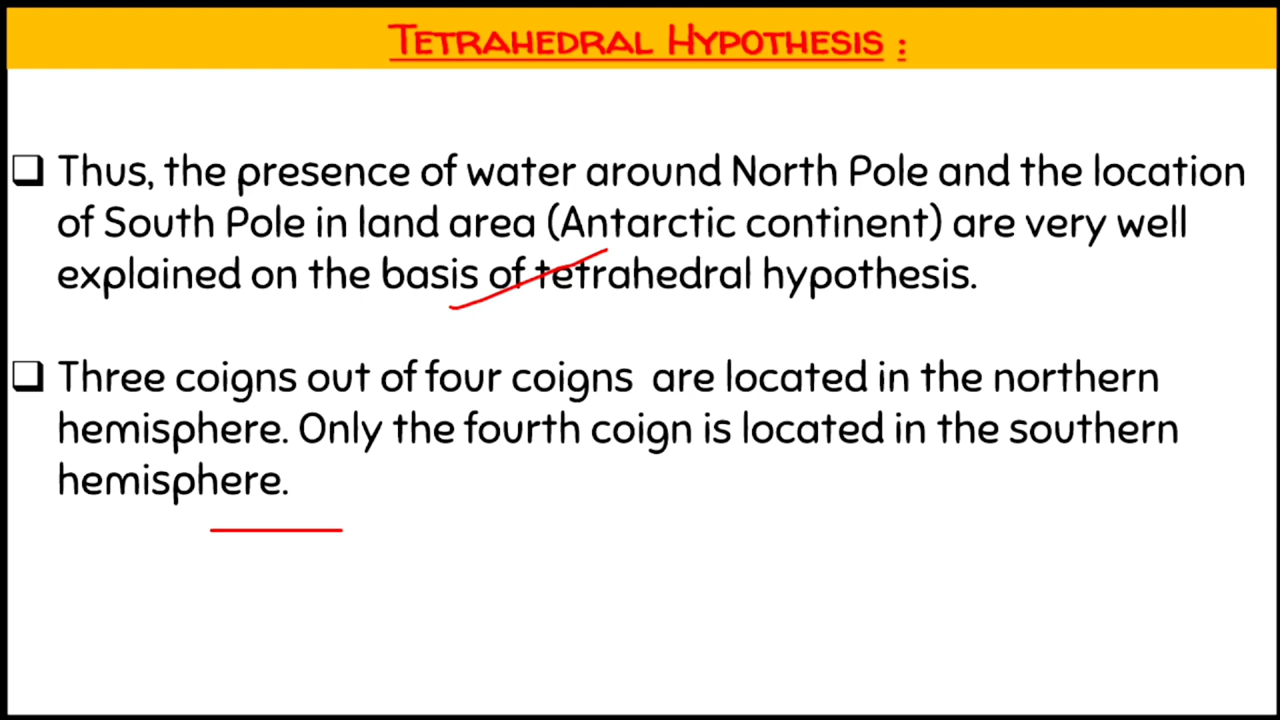 TETRAHEDRAL HYPOTHESIS :
❑ Thus, the presence of water around North Pole and the location
of South Pole in land area (Antarctic continent) are very well
explained on the basis of tetrahedral hypothesis.
❑ Three coigns out of four coigns are located in the northern
hemisphere. Only the fourth coign is located in the southern
hemisphere.